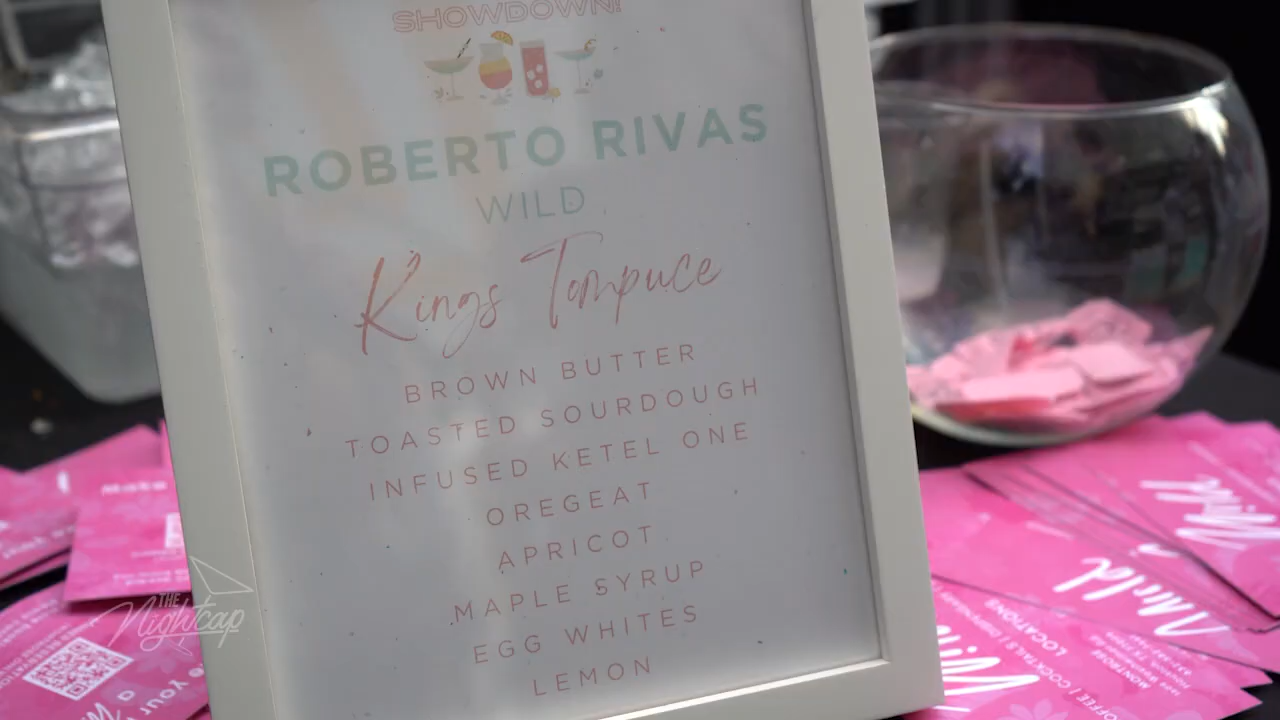 SHOWDOWN!
ROBERTO RIVAS
WILD
Kings Tompuce
BROWN BUTTER
TOASTED SOURDOUGH
INFUSED KETEL ONE
OREGEAT
APRICOT
MAPLE SYRUP
EGG WHITES
LEMON
THE
Nightcap
Wild
Wild
Wild
LOCATIONS
MONTROSE